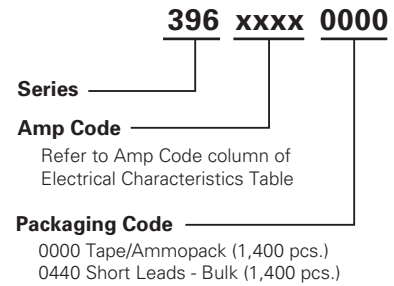 396 xxxx 0000
Series
Amp Code
Refer to Amp Code column of
Electrical Characteristics Table
Packaging Code
0000 Tape/Ammopack (1,400 pcs.)
0440 Short Leads - Bulk (1,400 pcs.)